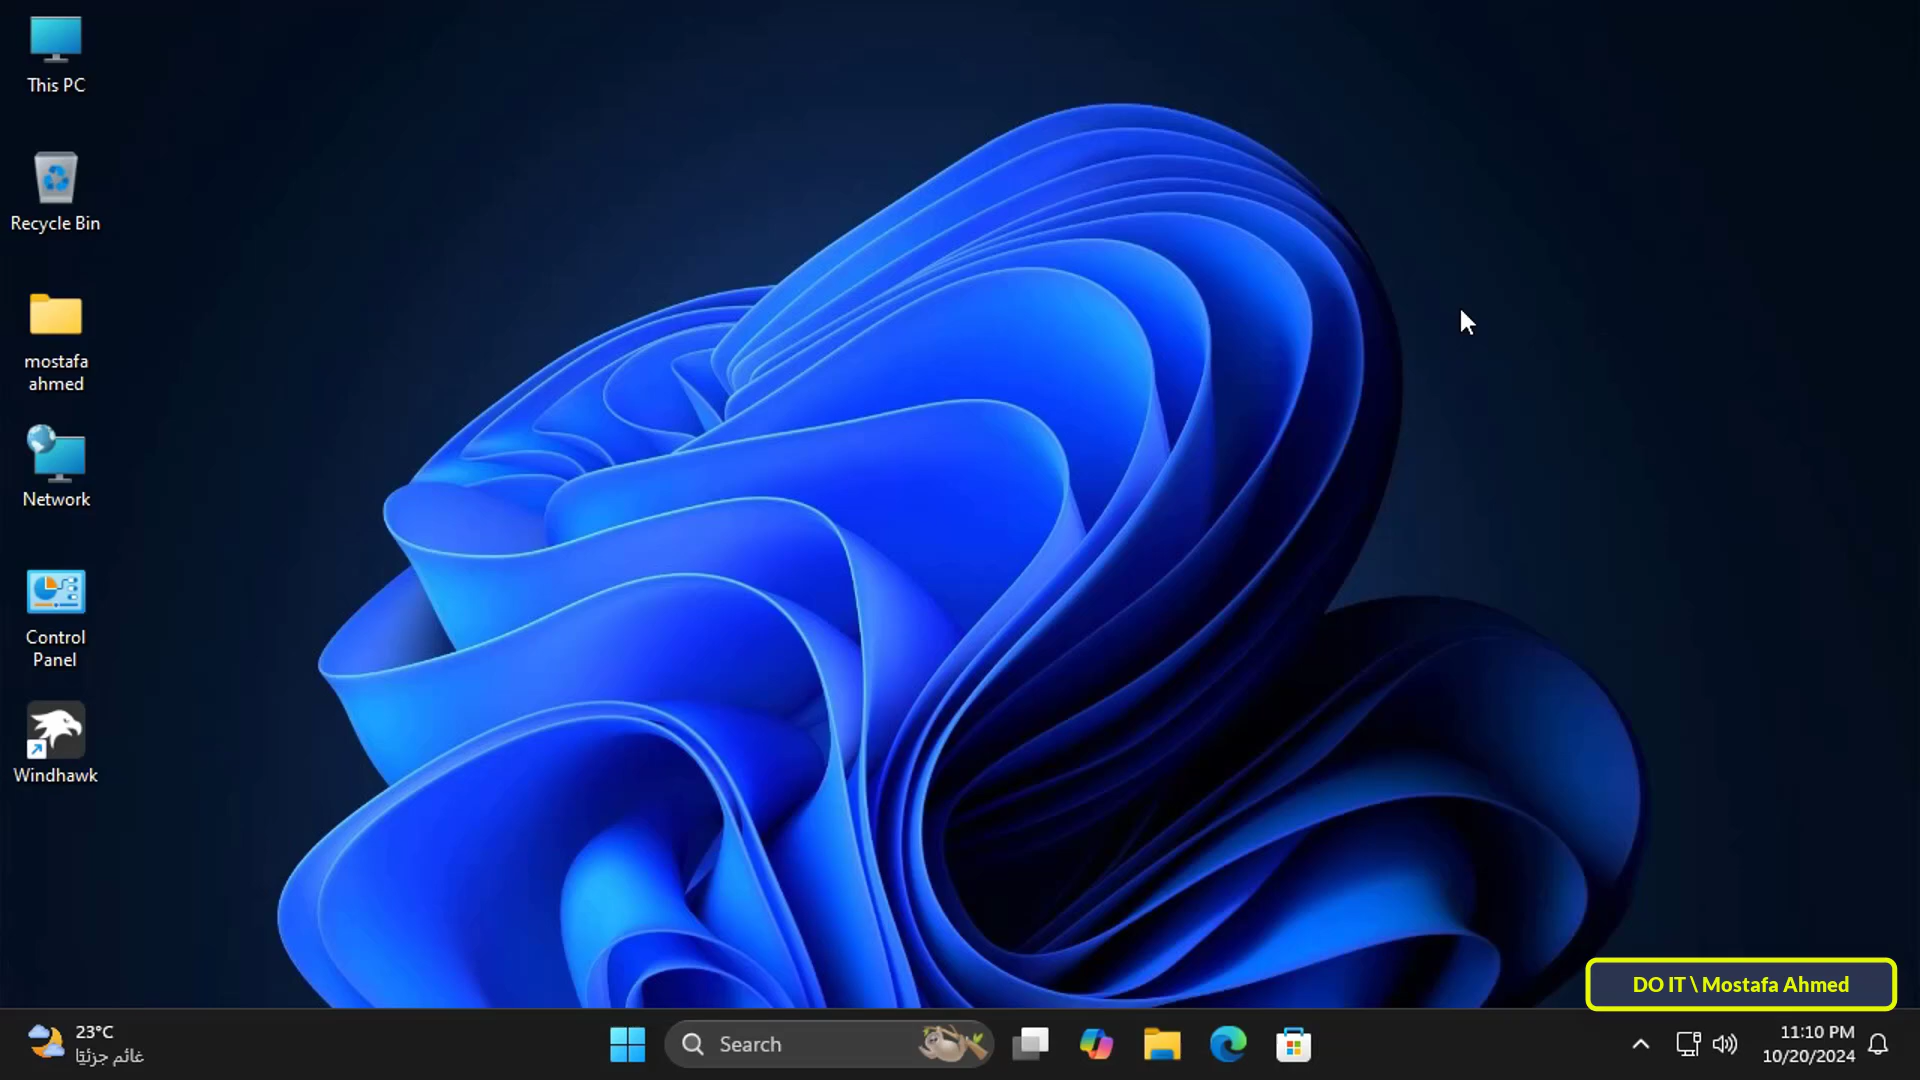 This PC
Recycle Bin
mostafa
ahmed
Network
Control
Panel
Windhawk
DO IT \ Mostafa Ahmed
23°C
غائم جزئيًا
Search
11:10 PM
10/20/2024